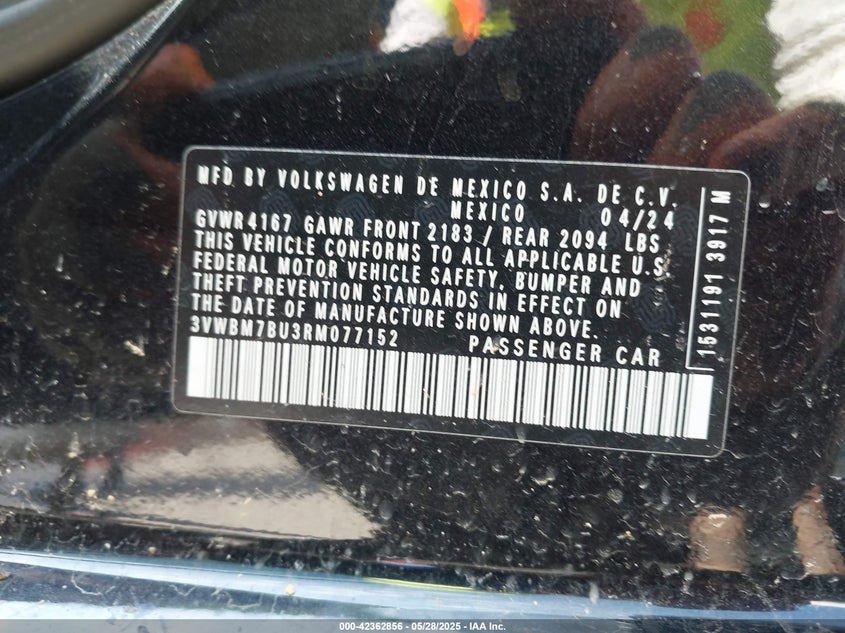 MFD BY VOLKSWAGEN DE MEXICO S.A. DE C.V.
MEXICO 04/24
GVWR 4167 GAWR FRONT 2183 / REAR 2094 LBS
THIS VEHICLE CONFORMS TO ALL APPLICABLE U.S.
FEDERAL MOTOR VEHICLE SAFETY, BUMPER AND
THEFT PREVENTION STANDARDS IN EFFECT ON
THE DATE OF MANUFACTURE SHOWN ABOVE.
3VWBM7BU3RM077152 PASSENGER CAR
1531191 3917 M
000-42362856 - 05/28/2025 - IAA Inc.